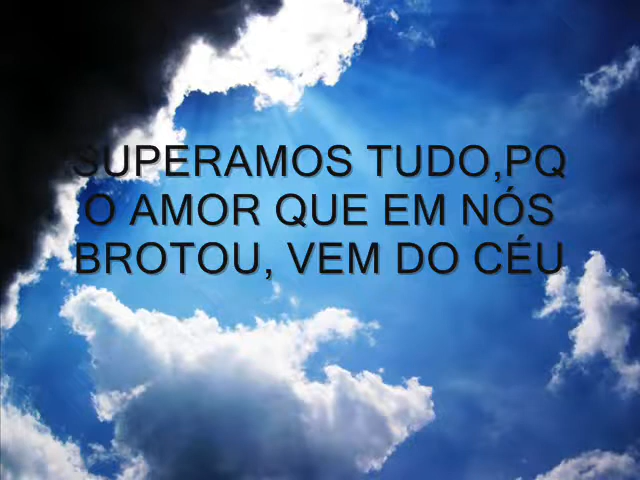 SUPERAMOS TUDO,PQ
O AMOR QUE EM NÓS
BROTOU, VEM DO CÉU